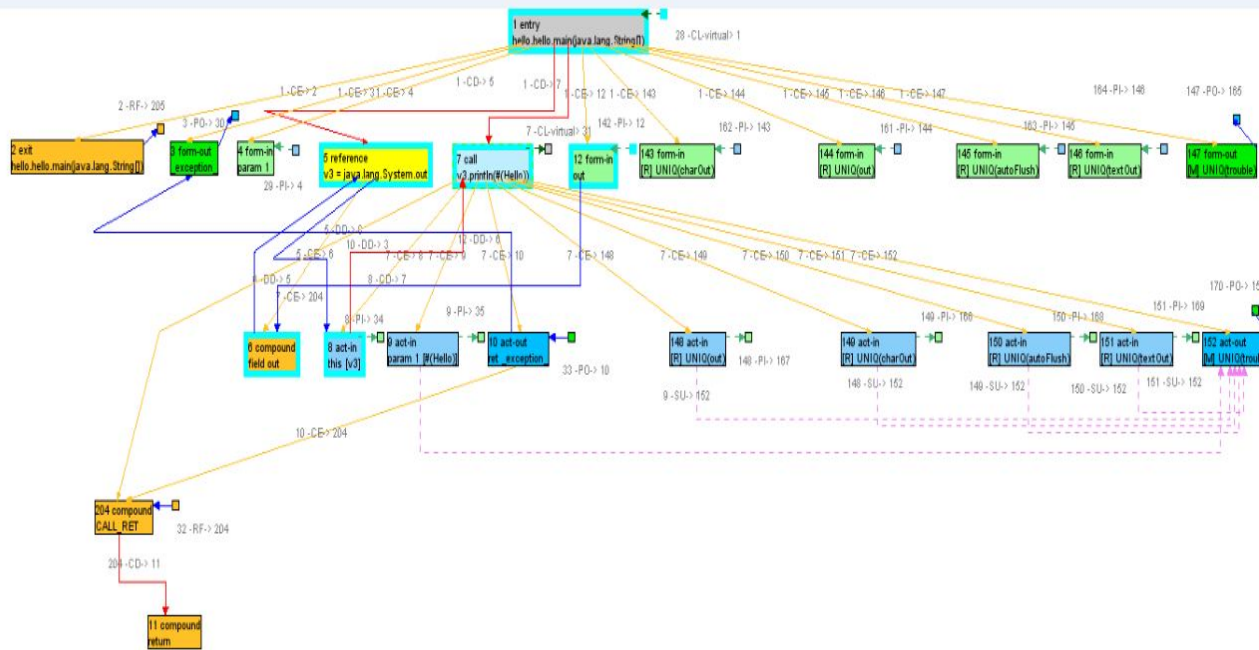 1 entry
hello.hello.main(java.lang.String[])
28 -CL-virtual> 1
1 -CE-> 2
1 -CE-> 31 -CE-> 4
1 -CD-> 5
1 -CD-> 7
1 -CE-> 12
1 -CE-> 143
1 -CE-> 144
1 -CE-> 145
1 -CE-> 146
1 -CE-> 147
2 -RF-> 205
3 -PO-> 30
7 -CL-virtual> 31
142 -PI-> 12
162 -PI-> 143
161 -PI-> 144
163 -PI-> 146
164 -PI-> 146
147 -PO-> 165
2 exit
hello.hello.main(java.lang.String[])
3 form-out
_exception_
4 form-in
param 1
5 reference
v3 = java.lang.System.out
7 call
v3.println(#(Hello))
12 form-in
out
143 form-in
[R] UNIQ(charOut)
144 form-in
[R] UNIQ(out)
145 form-in
[R] UNIQ(autoFlush)
146 form-in
[R] UNIQ(textOut)
147 form-out
[M] UNIQ(trouble)
29 -PI-> 4
5 -CE-> 6
10 -DD-> 3
12 -DD-> 6
7 -CE-> 8
7 -CE-> 9
7 -CE-> 10
7 -CE-> 148
7 -CE-> 149
7 -CE-> 150
7 -CE-> 151
7 -CE-> 152
8 -CD-> 7
7 -CE-> 204
8 -PI-> 34
9 -PI-> 35
149 -PI-> 166
150 -PI-> 168
151 -PI-> 169
170 -PO-> 15
6 compound
field out
8 act-in
this [v3]
9 act-in
param 1 [#(Hello)]
10 act-out
ret _exception_
148 act-in
[R] UNIQ(out)
149 act-in
[R] UNIQ(charOut)
150 act-in
[R] UNIQ(autoFlush)
151 act-in
[R] UNIQ(textOut)
152 act-out
[M] UNIQ(troub
33 -PO-> 10
148 -PI-> 167
9 -SU-> 152
148 -SU-> 152
149 -SU-> 152
150 -SU-> 152
151 -SU-> 152
10 -CE-> 204
204 compound
CALL_RET
32 -RF-> 204
204 -CD-> 11
11 compound
return